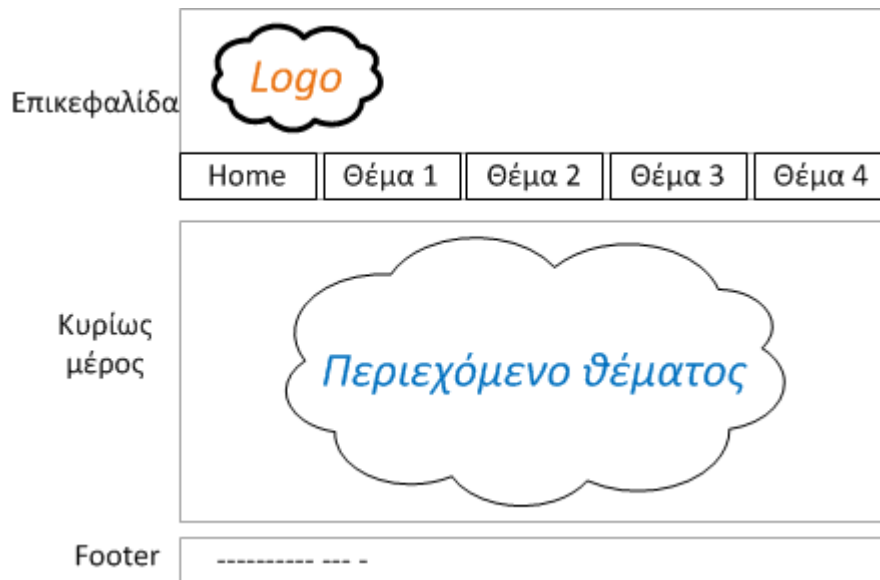 Logo
Επικεφαλίδα
Home Θέμα 1 Θέμα 2 Θέμα 3 Θέμα 4
Κυρίως
μέρος
Περιεχόμενο θέματος
Footer ---------- --- -